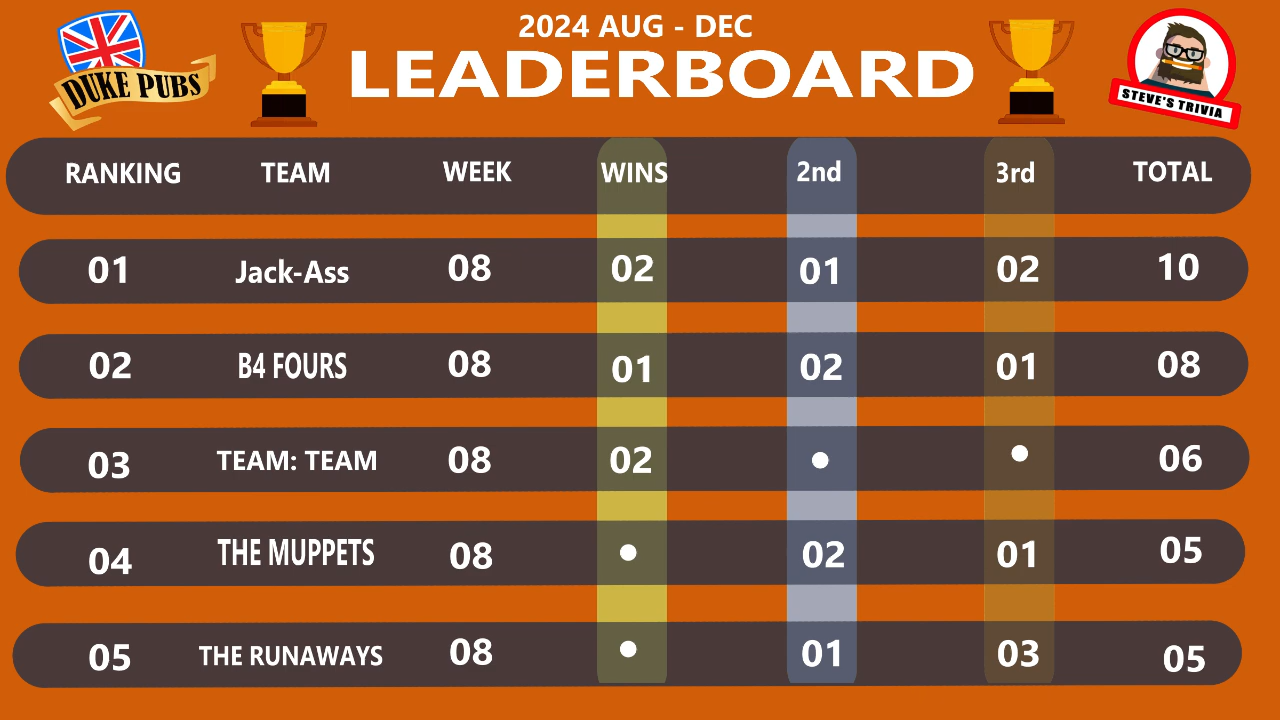 DUKE PUBS
2024 AUG - DEC
LEADERBOARD
STEVE'S TRIVIA
RANKING TEAM WEEK WINS 2nd 3rd TOTAL
01 Jack-Ass 08 02 01 02 10
02 B4 FOURS 08 01 02 01 08
03 TEAM: TEAM 08 02 • • 06
04 THE MUPPETS 08 • 02 01 05
05 THE RUNAWAYS 08 • 01 03 05